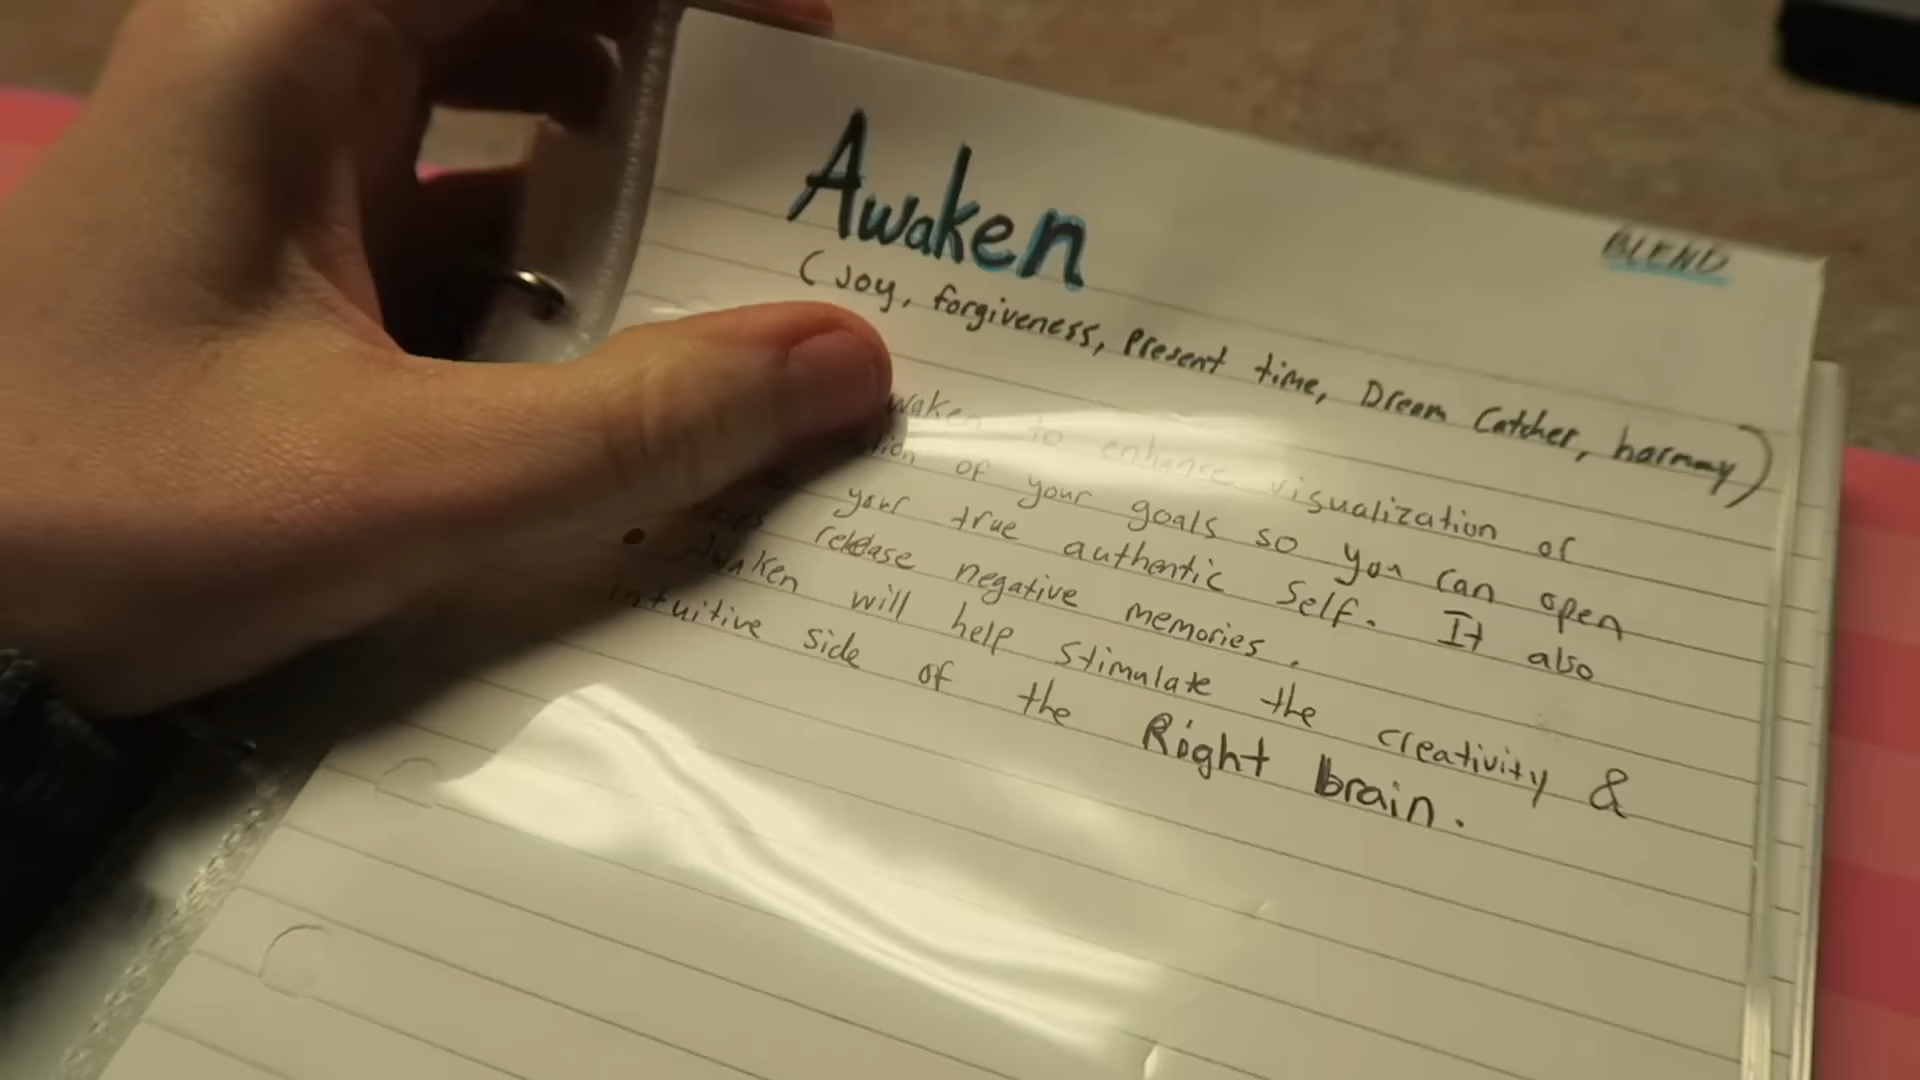 Awaken
BLEND
(Joy, forgiveness, Present time, Dream Catcher, harmmy)
to enhance visualization of
of your goals so you can open
your true authentic self. It also
release negative memories.
• Awaken will help stimulate the creativity &
intuitive side of the Right brain.